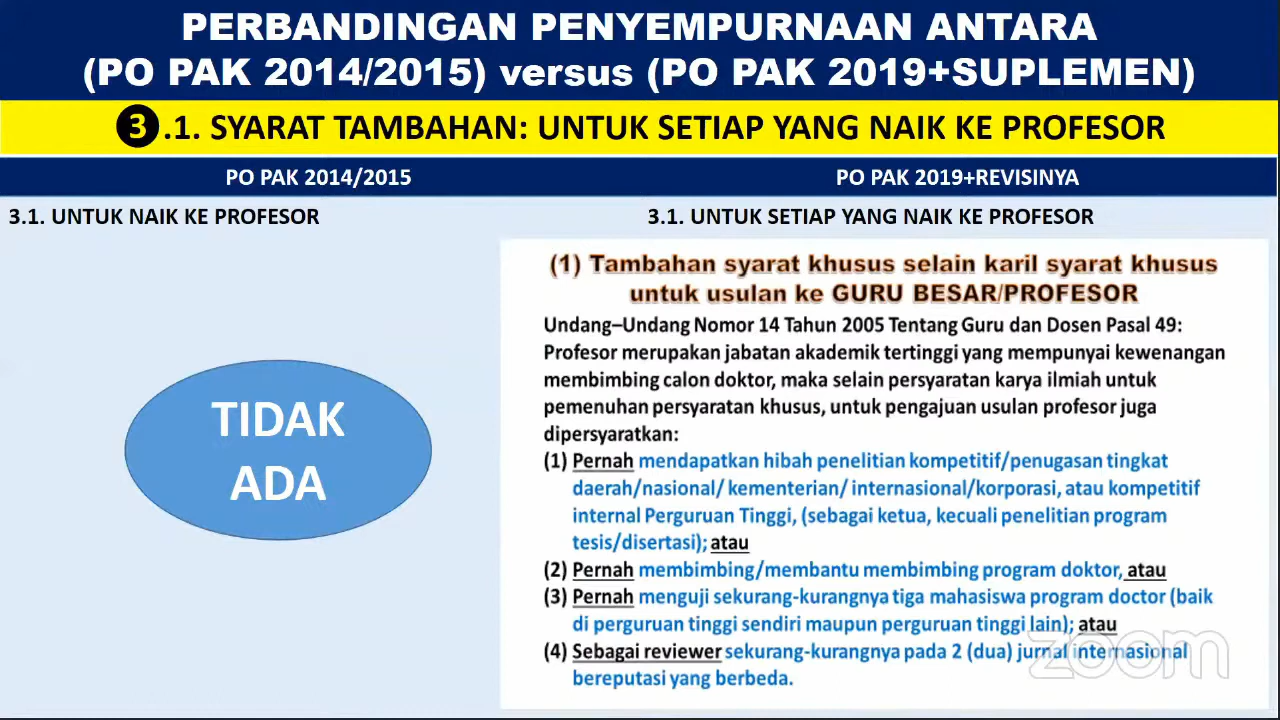 PERBANDINGAN PENYEMPURNAAN ANTARA
(PO PAK 2014/2015) versus (PO PAK 2019+SUPLEMEN)
❸.1. SYARAT TAMBAHAN: UNTUK SETIAP YANG NAIK KE PROFESOR
PO PAK 2014/2015
PO PAK 2019+REVISINYA
3.1. UNTUK NAIK KE PROFESOR
3.1. UNTUK SETIAP YANG NAIK KE PROFESOR
TIDAK
ADA
(1) Tambahan syarat khusus selain karil syarat khusus
untuk usulan ke GURU BESAR/PROFESOR
Undang–Undang Nomor 14 Tahun 2005 Tentang Guru dan Dosen Pasal 49:
Profesor merupakan jabatan akademik tertinggi yang mempunyai kewenangan
membimbing calon doktor, maka selain persyaratan karya ilmiah untuk
pemenuhan persyaratan khusus, untuk pengajuan usulan profesor juga
dipersyaratkan:
(1) Pernah mendapatkan hibah penelitian kompetitif/penugasan tingkat
daerah/nasional/ kementerian/ internasional/korporasi, atau kompetitif
internal Perguruan Tinggi, (sebagai ketua, kecuali penelitian program
tesis/disertasi); atau
(2) Pernah membimbing/membantu membimbing program doktor, atau
(3) Pernah menguji sekurang-kurangnya tiga mahasiswa program doctor (baik
di perguruan tinggi sendiri maupun perguruan tinggi lain); atau
(4) Sebagai reviewer sekurang-kurangnya pada 2 (dua) jurnal internasional
bereputasi yang berbeda.
zoom